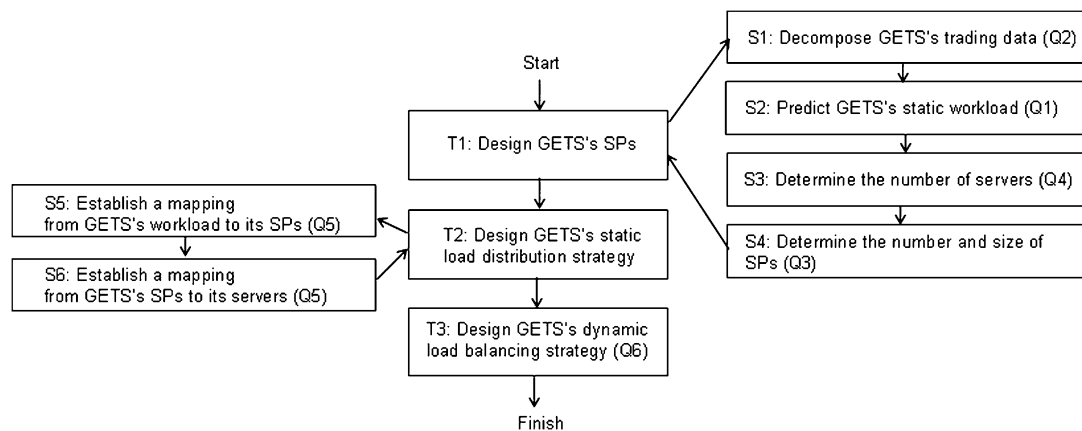 Start
T1: Design GETS's SPs
S1: Decompose GETS's trading data (Q2)
S2: Predict GETS's static workload (Q1)
S3: Determine the number of servers (Q4)
S4: Determine the number and size of
SPs (Q3)
T2: Design GETS's static
load distribution strategy
S5: Establish a mapping
from GETS's workload to its SPs (Q5)
S6: Establish a mapping
from GETS's SPs to its servers (Q5)
T3: Design GETS's dynamic
load balancing strategy (Q6)
Finish